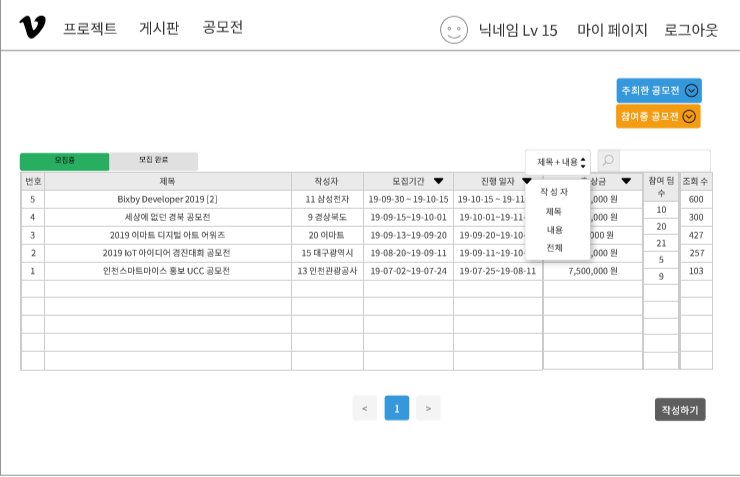 프로젝트 게시판 공모전 닉네임 Lv 15 마이 페이지 로그아웃
주최한 공모전
참여중 공모전
모집중 모집 완료 제목 + 내용
번호 제목 작성자 모집기간 진행 일자 상금 참여 팀 수 조회 수
5 Bixby Developer 2019 [2] 11 삼성전자 19-09-30 ~ 19-10-15 19-10-15 ~ 19-11 ,000 원 10 600
4 세상에 없던 경북 공모전 9 경상북도 19-09-15~19-10-01 19-10-01~19-11- ,000 원 20 300
3 2019 이마트 디지털 아트 어워즈 20 이마트 19-09-13~19-09-20 19-09-20~19-10- 000 원 21 427
2 2019 IoT 아이디어 경진대회 공모전 15 대구광역시 19-08-20~19-09-11 19-09-11~19-10- ,000 원 5 257
1 인천스마트마이스 홍보 UCC 공모전 13 인천관광공사 19-07-02~19-07-24 19-07-25~19-08-11 7,500,000 원 9 103
작성자
제목
내용
전체
< 1 >
작성하기